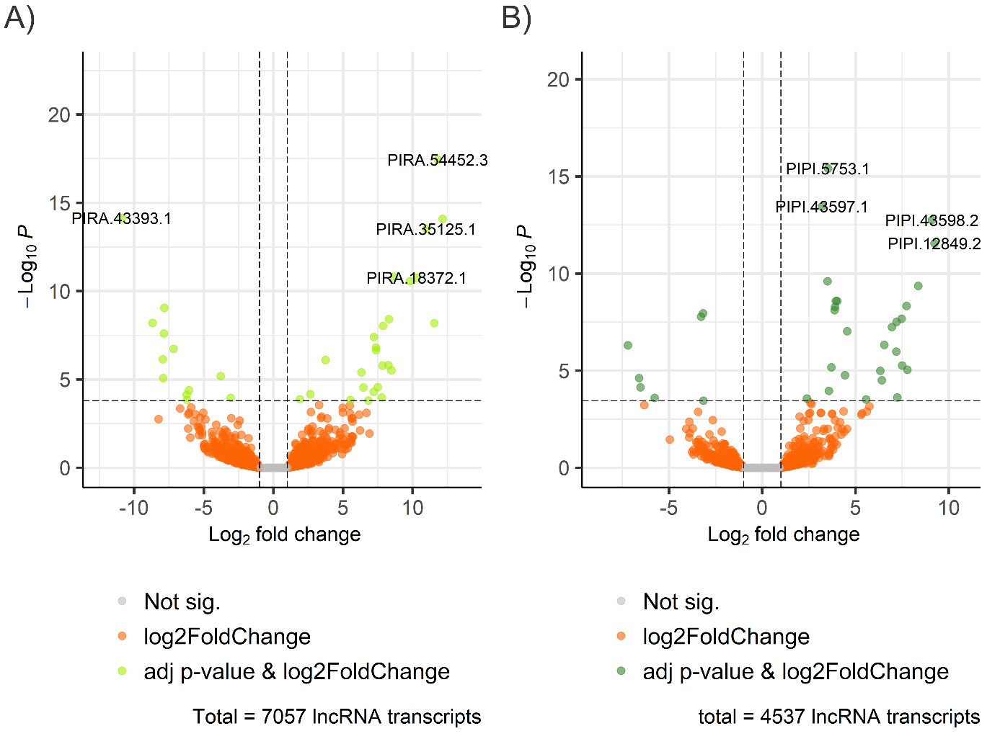 A)
B)
20
15
10
5
0
– Log10 P
PIRA.54452.3
PIRA.43393.1
PIRA.35125.1
PIRA.18372.1
-10 -5 0 5 10
Log2 fold change
Not sig.
log2FoldChange
adj p-value & log2FoldChange
Total = 7057 lncRNA transcripts
20
15
10
5
0
– Log10 P
PIPI.5753.1
PIPI.43597.1
PIPI.43598.2
PIPI.12849.2
-5 0 5 10
Log2 fold change
Not sig.
log2FoldChange
adj p-value & log2FoldChange
total = 4537 lncRNA transcripts